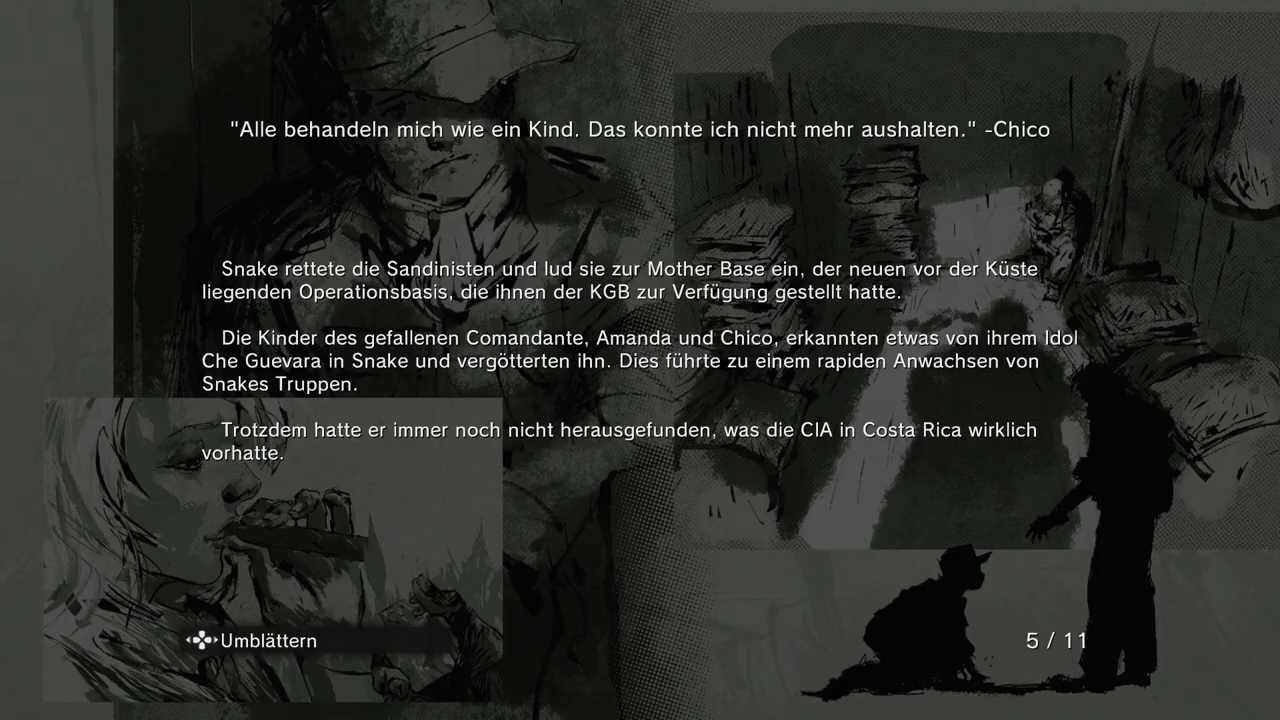 "Alle behandeln mich wie ein Kind. Das konnte ich nicht mehr aushalten." -Chico
Snake rettete die Sandinisten und lud sie zur Mother Base ein, der neuen vor der Küste
liegenden Operationsbasis, die ihnen der KGB zur Verfügung gestellt hatte.
Die Kinder des gefallenen Comandante, Amanda und Chico, erkannten etwas von ihrem Idol
Che Guevara in Snake und vergötterten ihn. Dies führte zu einem rapiden Anwachsen von
Snakes Truppen.
Trotzdem hatte er immer noch nicht herausgefunden, was die CIA in Costa Rica wirklich
vorhatte.
Umblättern
5 / 11